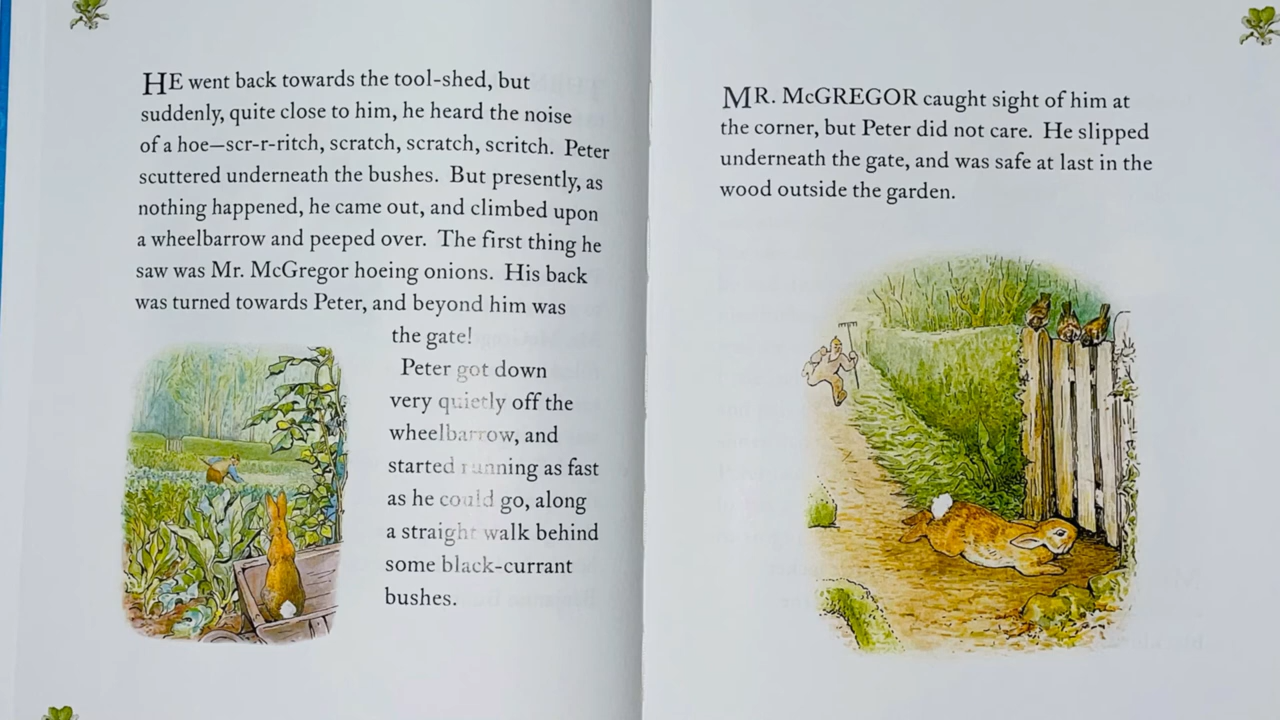 HE went back towards the tool-shed, but
suddenly, quite close to him, he heard the noise
of a hoe—scr-r-ritch, scratch, scratch, scritch. Peter
scuttered underneath the bushes. But presently, as
nothing happened, he came out, and climbed upon
a wheelbarrow and peeped over. The first thing he
saw was Mr. McGregor hoeing onions. His back
was turned towards Peter, and beyond him was
the gate!
Peter got down
very quietly off the
wheelbarrow, and
started running as fast
as he could go, along
a straight walk behind
some black-currant
bushes.
MR. McGREGOR caught sight of him at
the corner, but Peter did not care. He slipped
underneath the gate, and was safe at last in the
wood outside the garden.